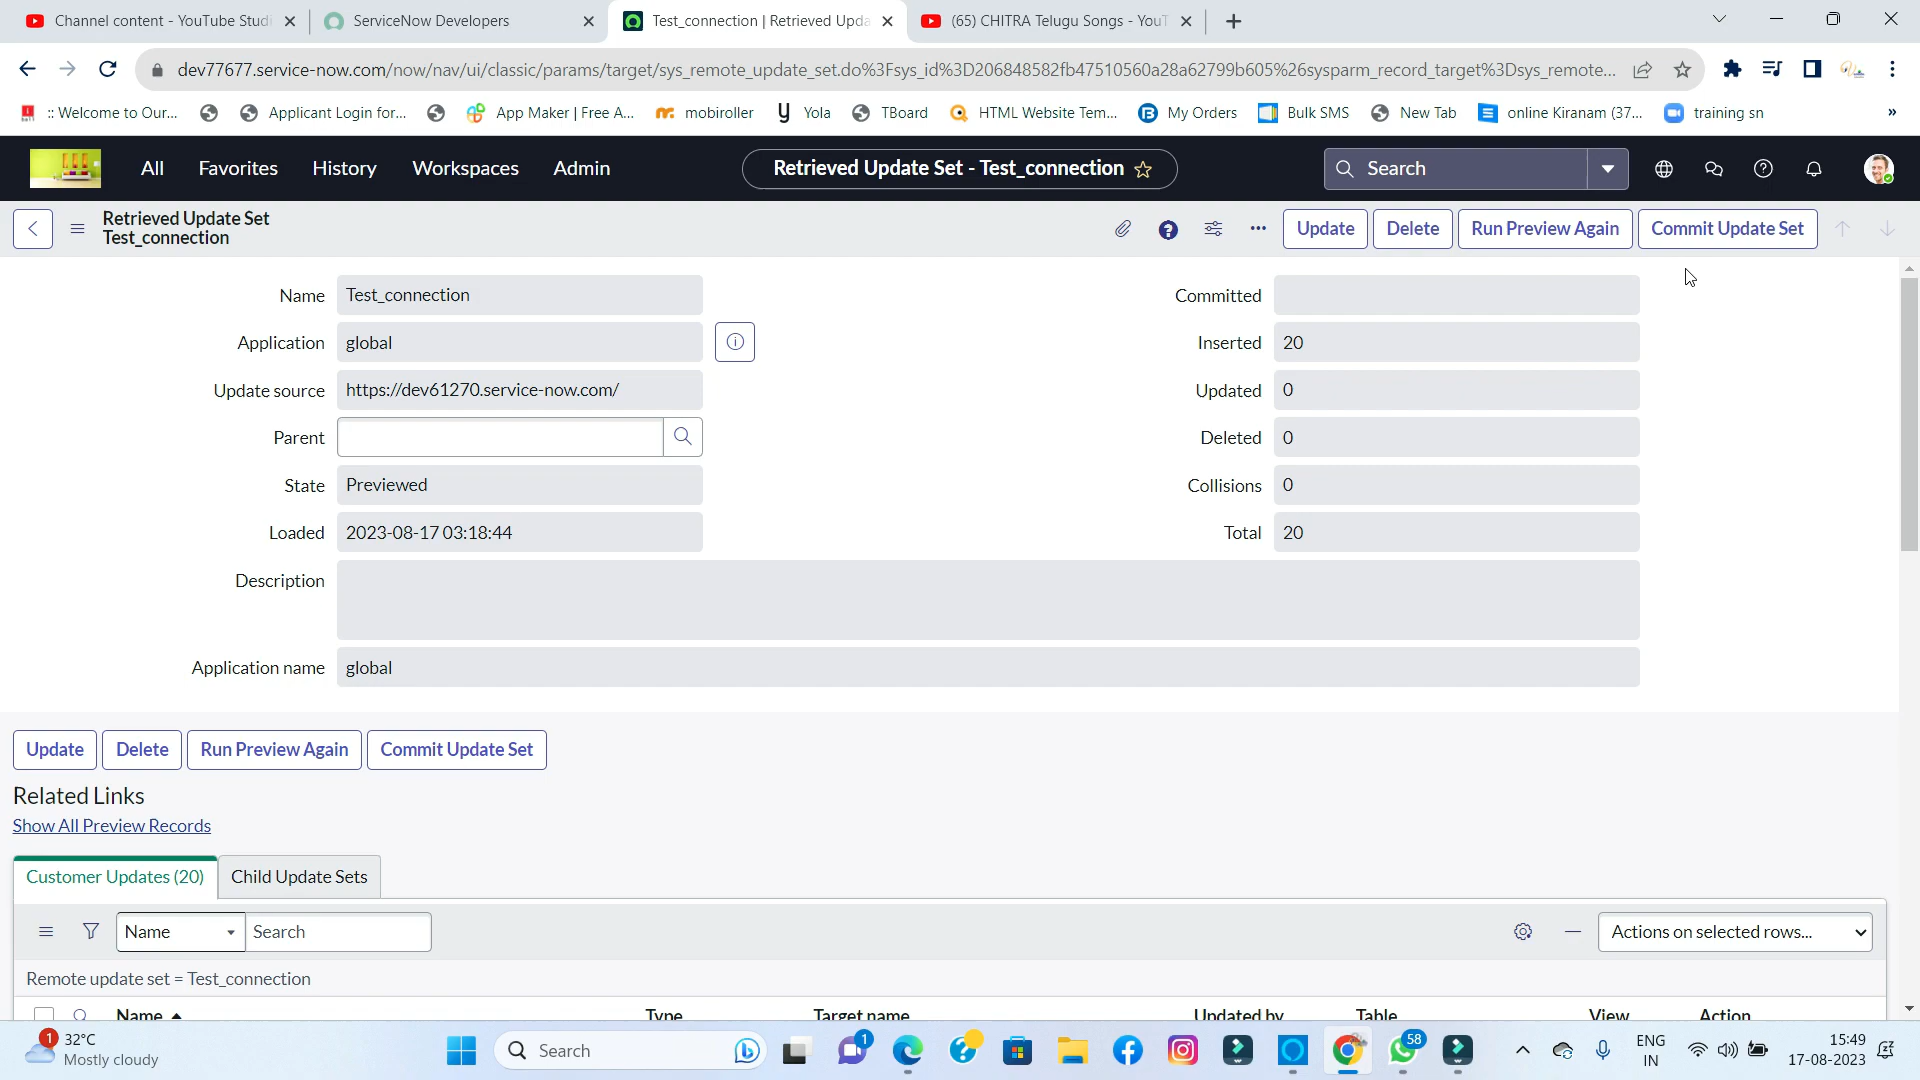 Channel content - YouTube Studi
ServiceNow Developers
Test_connection | Retrieved Upda
(65) CHITRA Telugu Songs - YouT
dev77677.service-now.com/now/nav/ui/classic/params/target/sys_remote_update_set.do%3Fsys_id%3D206848582fb47510560a28a62799b605%26sysparm_record_target%3Dsys_remote...
:: Welcome to Our...
Applicant Login for...
App Maker | Free A...
mobiroller
Yola
TBoard
HTML Website Tem...
My Orders
Bulk SMS
New Tab
online Kiranam (37...
training sn
»
All
Favorites
History
Workspaces
Admin
Retrieved Update Set - Test_connection
Search
Retrieved Update Set
Test_connection
Update
Delete
Run Preview Again
Commit Update Set
Name
Test_connection
Committed
Application
global
Inserted
20
Update source
https://dev61270.service-now.com/
Updated
0
Parent
Deleted
0
State
Previewed
Collisions
0
Loaded
2023-08-17 03:18:44
Total
20
Description
Application name
global
Update
Delete
Run Preview Again
Commit Update Set
Related Links
Show All Preview Records
Customer Updates (20)
Child Update Sets
Name
Search
Actions on selected rows...
Remote update set = Test_connection
Name
Type
Target name
Updated by
Table
View
Action
1
32°C
Mostly cloudy
Search
1
58
ENG
IN
15:49
17-08-2023